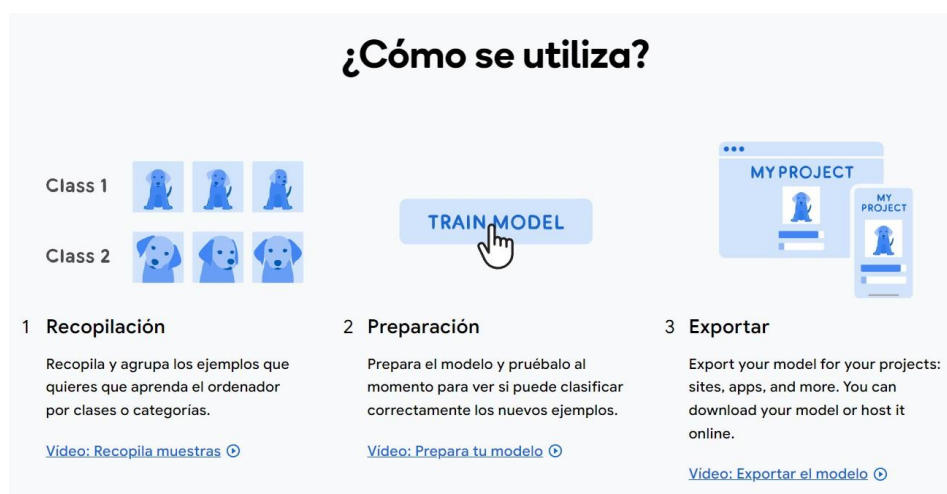 ¿Cómo se utiliza?
Class 1
Class 2
TRAIN MODEL
MY PROJECT
MY
PROJECT
1 Recopilación
Recopila y agrupa los ejemplos que
quieres que aprenda el ordenador
por clases o categorías.
Vídeo: Recopila muestras
2 Preparación
Prepara el modelo y pruébalo al
momento para ver si puede clasificar
correctamente los nuevos ejemplos.
Vídeo: Prepara tu modelo
3 Exportar
Export your model for your projects:
sites, apps, and more. You can
download your model or host it
online.
Vídeo: Exportar el modelo